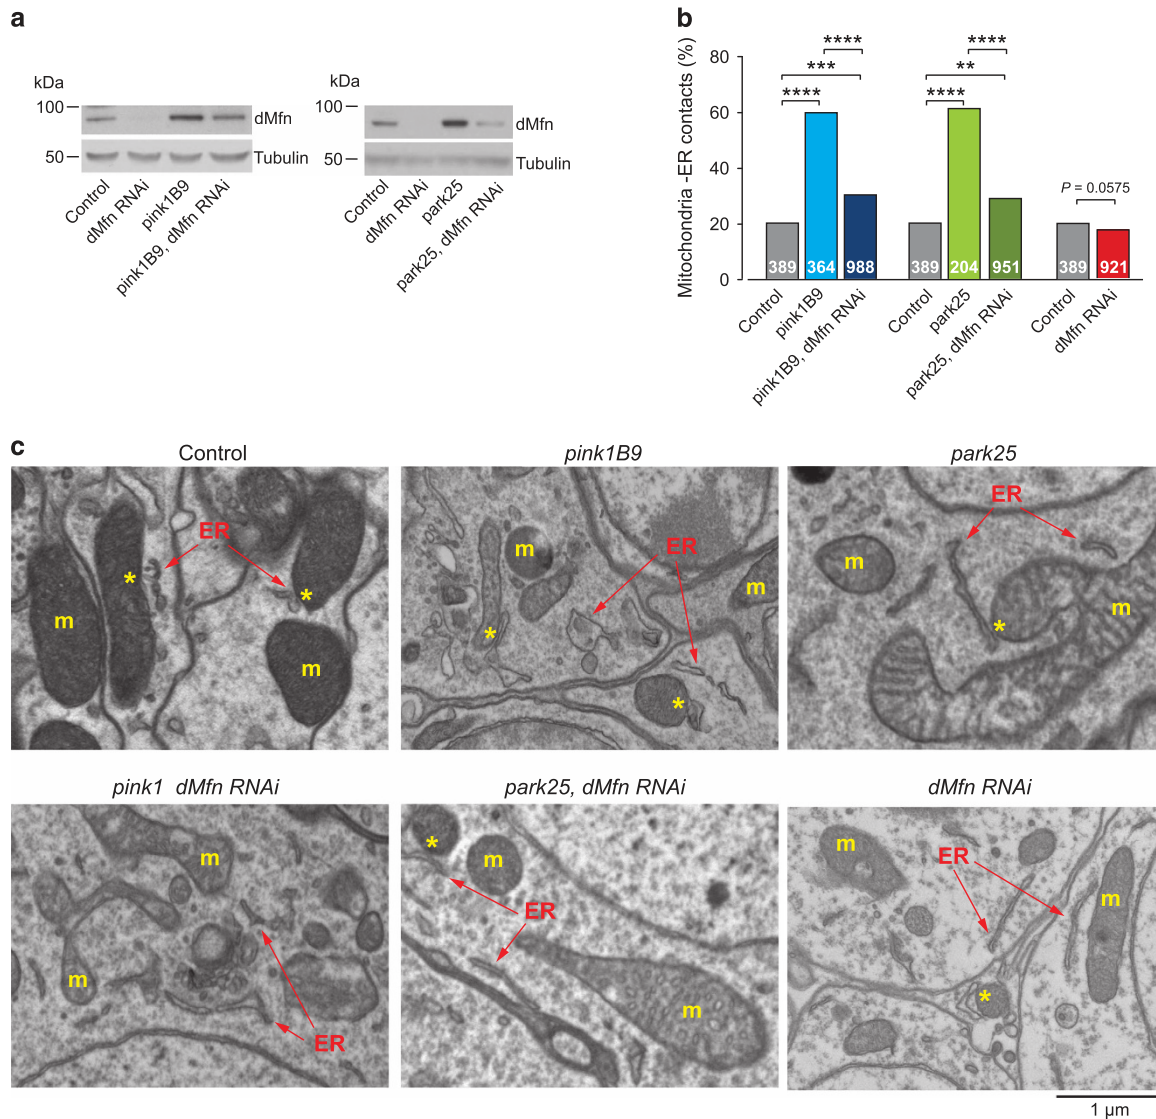 a
kDa
100
50
dMfn
Tubulin
Control
dMfn RNAi
pink1B9
pink1B9, dMfn RNAi
kDa
100
50
dMfn
Tubulin
Control
dMfn RNAi
park25
park25, dMfn RNAi
b
Mitochondria -ER contacts (%)
80
60
40
20
0
****
***
****
****
**
****
P = 0.0575
389 364 988
389 204 951
389 921
Control
pink1B9
pink1B9, dMfn RNAi
Control
park25
park25, dMfn RNAi
Control
dMfn RNAi
c
Control
ER
*
*
m
m
pink1B9
m
ER
m
*
*
park25
ER
m
m
*
pink1 dMfn RNAi
m
m
ER
park25, dMfn RNAi
*
m
ER
m
dMfn RNAi
m
ER
m
*
1 µm